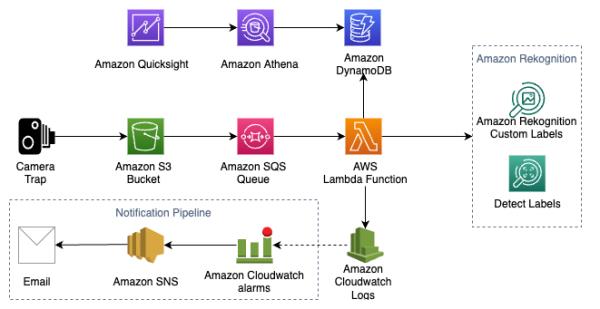 Amazon Quicksight
Amazon Athena
Amazon
DynamoDB
Amazon Rekognition
Amazon Rekognition
Custom Labels
Detect Labels
Camera
Trap
Amazon S3
Bucket
Amazon SQS
Queue
AWS
Lambda Function
Notification Pipeline
Email
Amazon SNS
Amazon Cloudwatch
alarms
Amazon
Cloudwatch
Logs